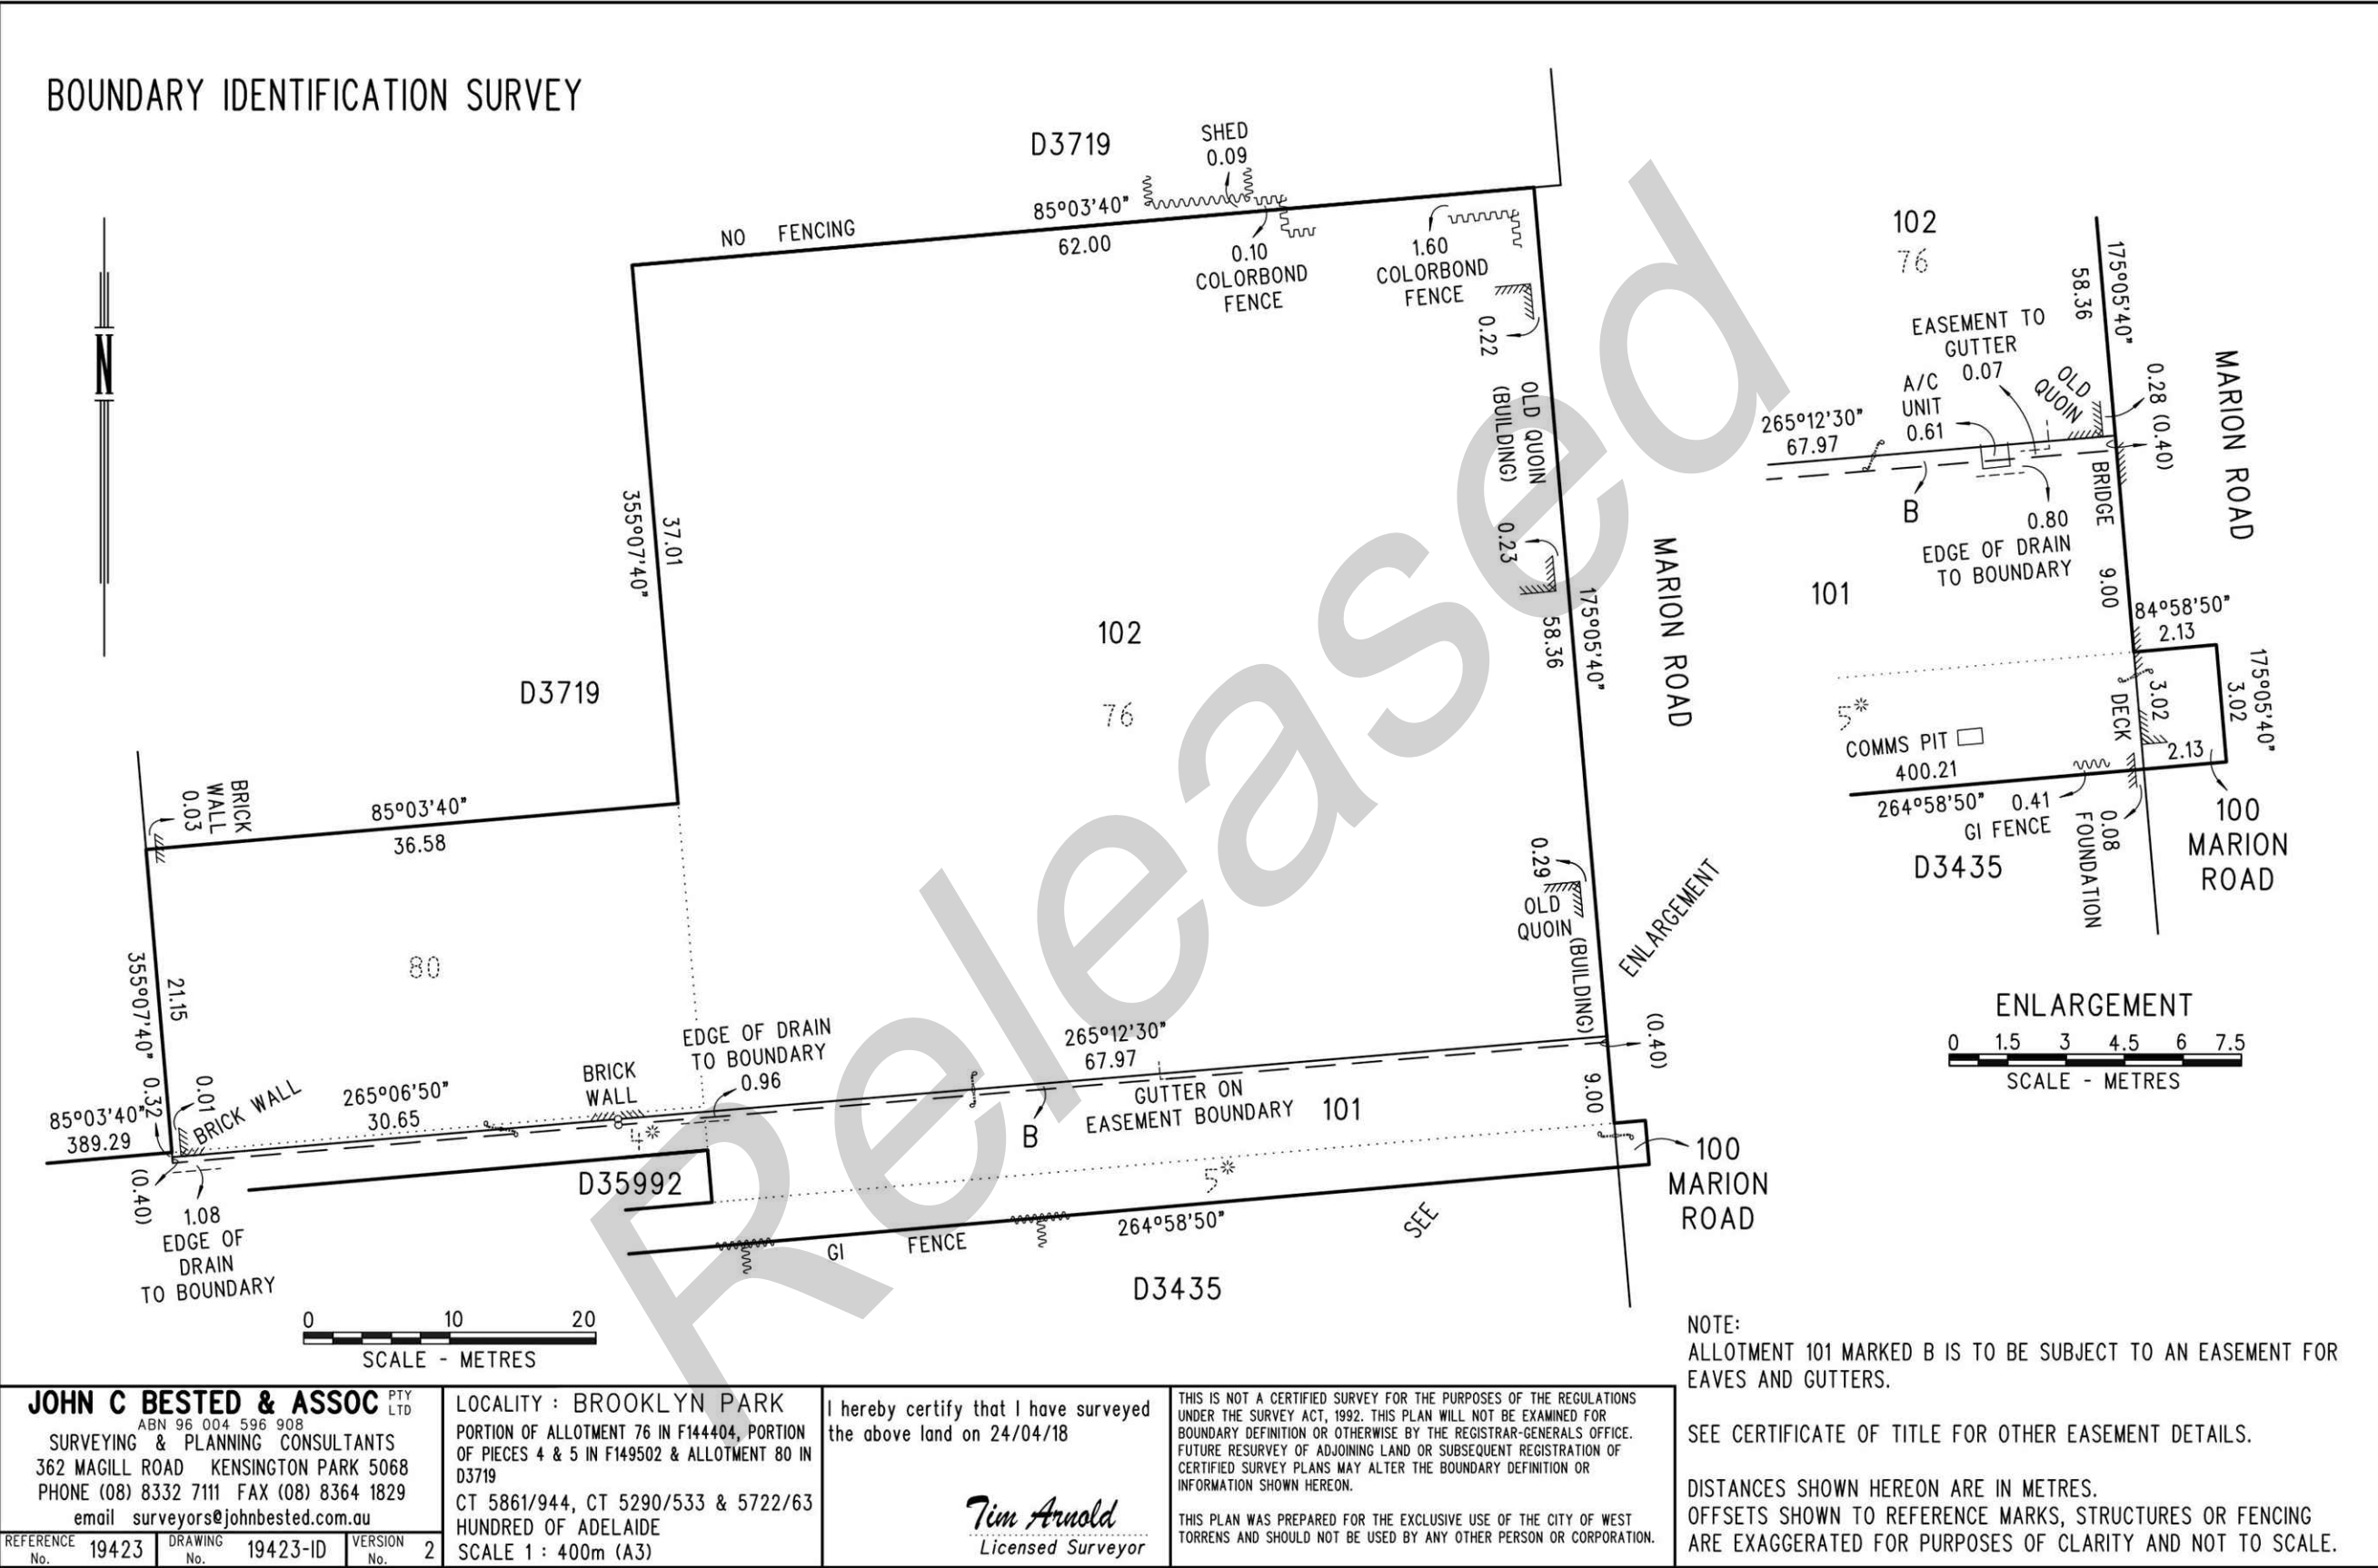 BOUNDARY IDENTIFICATION SURVEY
N
D3719
SHED
0.09
85°03'40"
62.00
NO FENCING
0.10
COLORBOND
FENCE
1.60
COLORBOND
FENCE
0.22
OLD QUOIN
(BUILDING)
0.23
58.36
175°05'40"
MARION ROAD
355°07'40"
37.01
102
76
D3719
BRICK
WALL
0.03
85°03'40"
36.58
355°07'40"
21.15
80
0.29
OLD
QUOIN
(BUILDING)
ENLARGEMENT
(0.40)
9.00
EDGE OF DRAIN
TO BOUNDARY
0.96
265°12'30"
67.97
BRICK
WALL
GUTTER ON
EASEMENT BOUNDARY
101
B
85°03'40"
389.29
0.32
0.01
BRICK WALL
265°06'50"
30.65
4*
(0.40)
1.08
EDGE OF
DRAIN
TO BOUNDARY
D35992
5*
264°58'50"
GI FENCE
SEE
D3435
100
MARION
ROAD
0 10 20
SCALE - METRES
102
76
58.36
175°05'40"
EASEMENT TO
GUTTER
0.07
OLD
QUOIN
A/C
UNIT
0.61
265°12'30"
67.97
0.28 (0.40)
MARION ROAD
B
BRIDGE
0.80
EDGE OF DRAIN
TO BOUNDARY
9.00
101
84°58'50"
2.13
175°05'40"
3.02
3.02
DECK
2.13
5*
COMMS PIT
400.21
264°58'50"
0.41
GI FENCE
0.08
FOUNDATION
D3435
100
MARION
ROAD
ENLARGEMENT
0 1.5 3 4.5 6 7.5
SCALE - METRES
Released
NOTE:
ALLOTMENT 101 MARKED B IS TO BE SUBJECT TO AN EASEMENT FOR
EAVES AND GUTTERS.
SEE CERTIFICATE OF TITLE FOR OTHER EASEMENT DETAILS.
DISTANCES SHOWN HEREON ARE IN METRES.
OFFSETS SHOWN TO REFERENCE MARKS, STRUCTURES OR FENCING
ARE EXAGGERATED FOR PURPOSES OF CLARITY AND NOT TO SCALE.
JOHN C BESTED & ASSOC PTY LTD
ABN 96 004 596 908
SURVEYING & PLANNING CONSULTANTS
362 MAGILL ROAD KENSINGTON PARK 5068
PHONE (08) 8332 7111 FAX (08) 8364 1829
email surveyors@johnbested.com.au
REFERENCE No. 19423
DRAWING No. 19423-ID
VERSION No. 2
LOCALITY : BROOKLYN PARK
PORTION OF ALLOTMENT 76 IN F144404, PORTION
OF PIECES 4 & 5 IN F149502 & ALLOTMENT 80 IN
D3719
CT 5861/944, CT 5290/533 & 5722/63
HUNDRED OF ADELAIDE
SCALE 1 : 400m (A3)
I hereby certify that I have surveyed
the above land on 24/04/18
Tim Arnold
Licensed Surveyor
THIS IS NOT A CERTIFIED SURVEY FOR THE PURPOSES OF THE REGULATIONS
UNDER THE SURVEY ACT, 1992. THIS PLAN WILL NOT BE EXAMINED FOR
BOUNDARY DEFINITION OR OTHERWISE BY THE REGISTRAR-GENERALS OFFICE.
FUTURE RESURVEY OF ADJOINING LAND OR SUBSEQUENT REGISTRATION OF
CERTIFIED SURVEY PLANS MAY ALTER THE BOUNDARY DEFINITION OR
INFORMATION SHOWN HEREON.
THIS PLAN WAS PREPARED FOR THE EXCLUSIVE USE OF THE CITY OF WEST
TORRENS AND SHOULD NOT BE USED BY ANY OTHER PERSON OR CORPORATION.